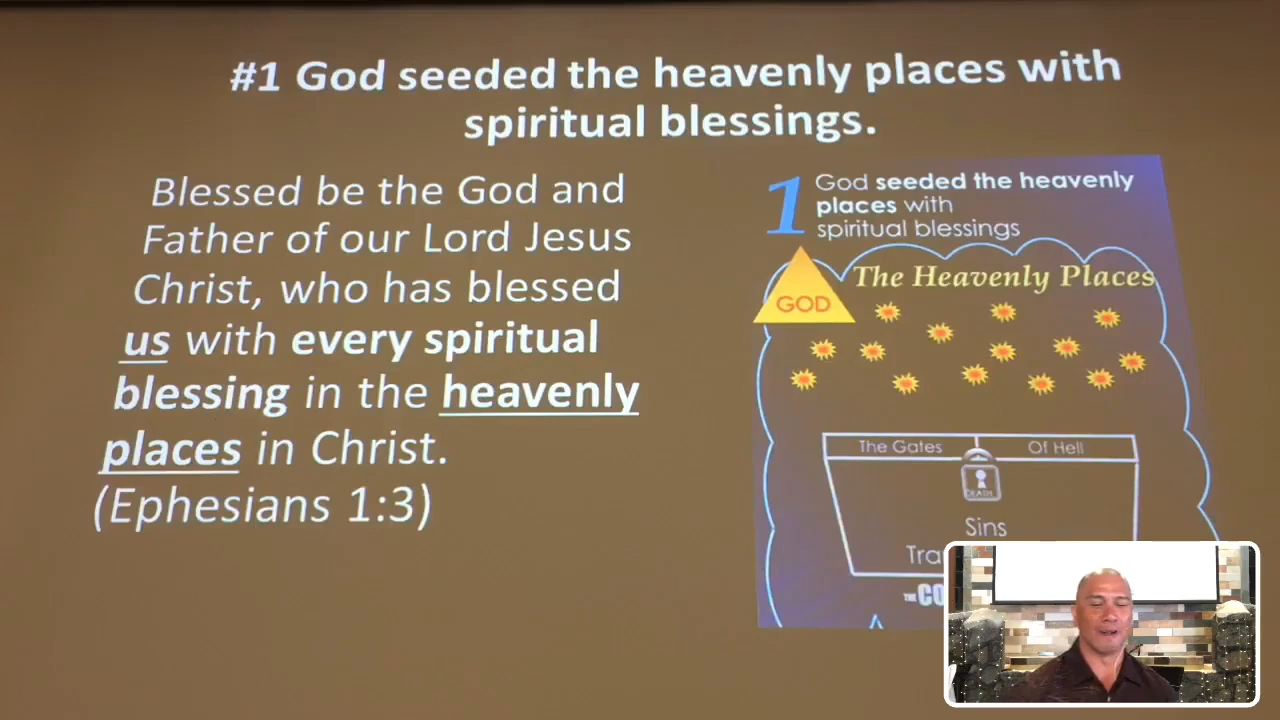 #1 God seeded the heavenly places with
spiritual blessings.
Blessed be the God and
Father of our Lord Jesus
Christ, who has blessed
us with every spiritual
blessing in the heavenly
places in Christ.
(Ephesians 1:3)
1 God seeded the heavenly
places with
spiritual blessings
The Heavenly Places
GOD
The Gates Of Hell
DEATH
Sins
THE